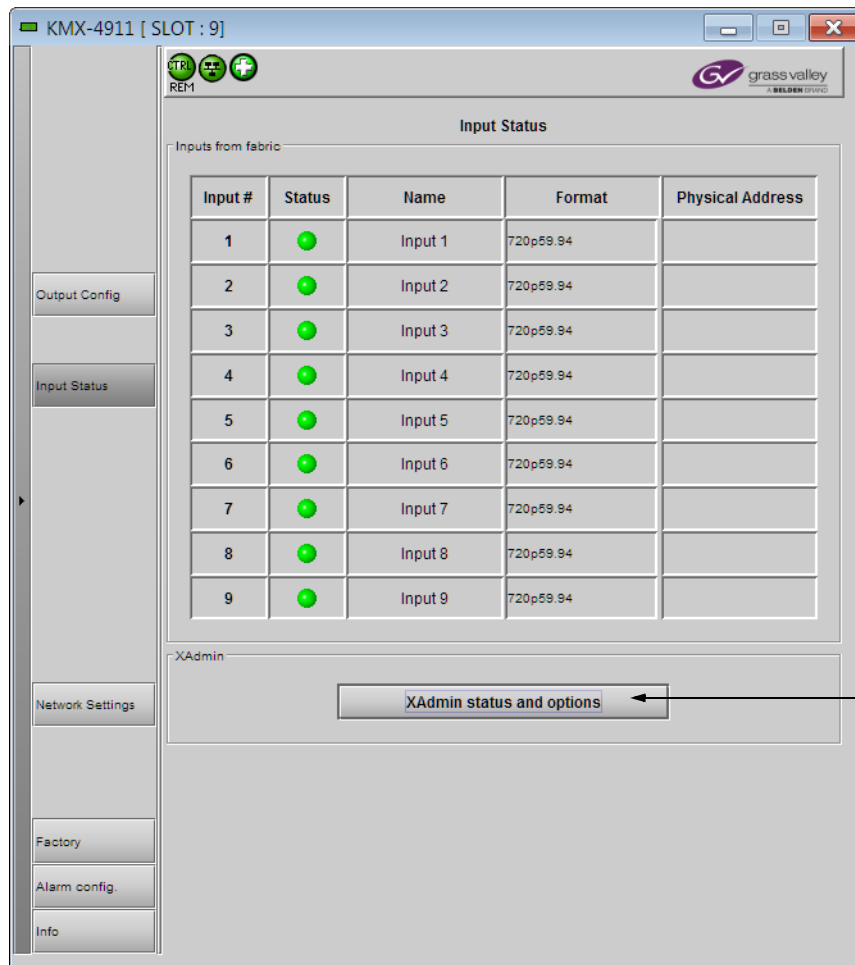 KMX-4911 [ SLOT : 9]
CTRL
REM
GV grass valley
A BELDEN BRAND
Input Status
Inputs from fabric
Input # Status Name Format Physical Address
1 Input 1 720p59.94
2 Input 2 720p59.94
3 Input 3 720p59.94
4 Input 4 720p59.94
5 Input 5 720p59.94
6 Input 6 720p59.94
7 Input 7 720p59.94
8 Input 8 720p59.94
9 Input 9 720p59.94
XAdmin
XAdmin status and options
Output Config
Input Status
Network Settings
Factory
Alarm config.
Info